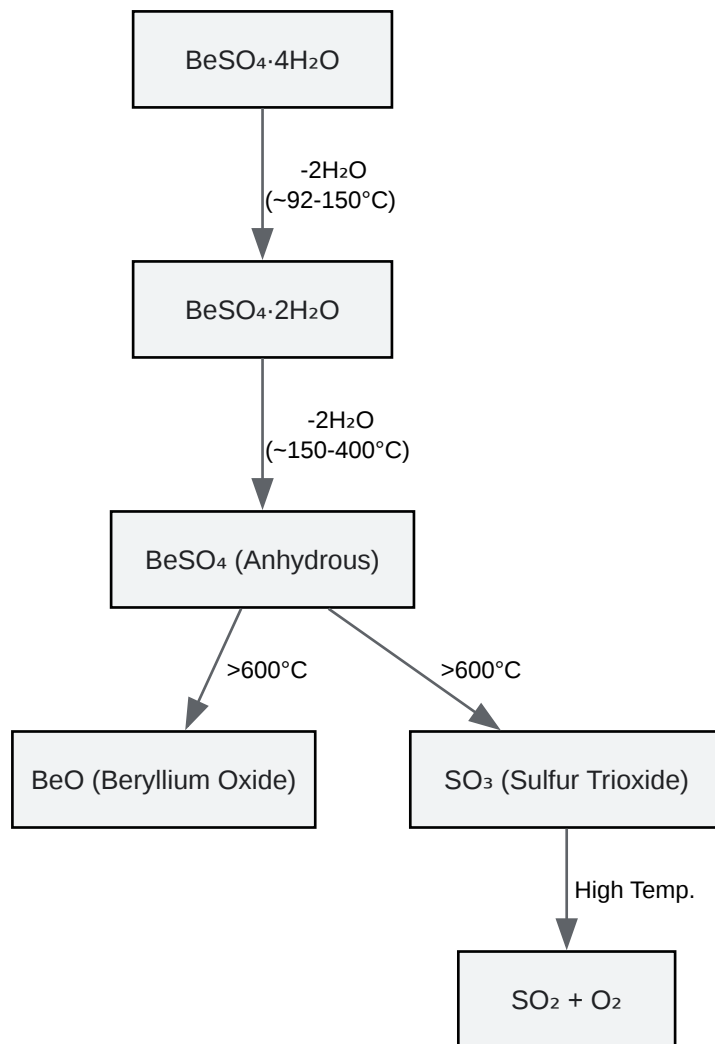 BeSO₄·4H₂O
-2H₂O
(~92-150°C)
BeSO₄·2H₂O
-2H₂O
(~150-400°C)
BeSO₄ (Anhydrous)
>600°C
>600°C
BeO (Beryllium Oxide)
SO₃ (Sulfur Trioxide)
High Temp.
SO₂ + O₂